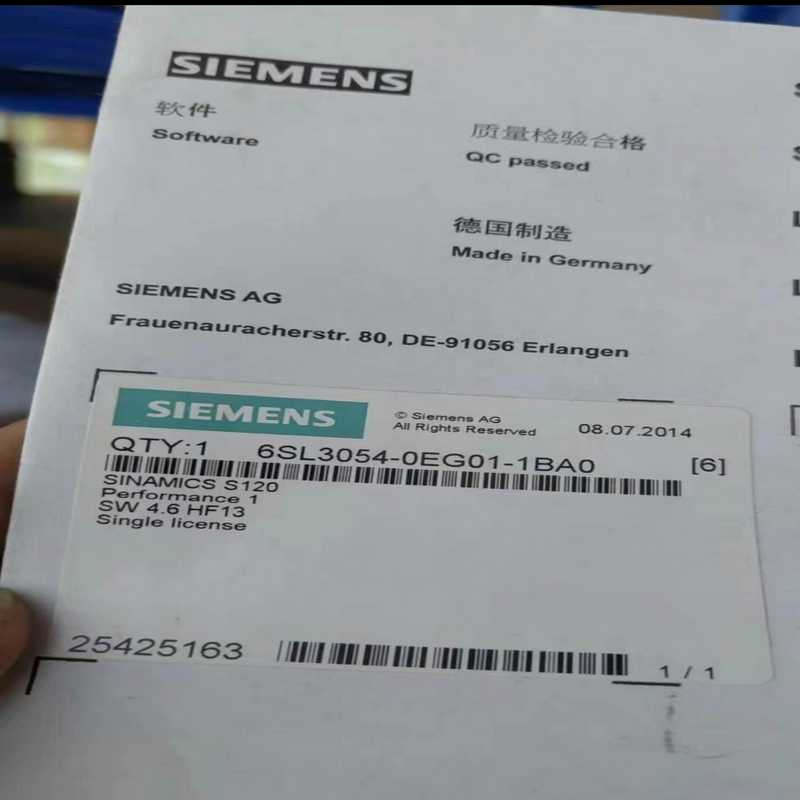 SIEMENS
软件
Software
质量检验合格
QC passed
德国制造
Made in Germany
SIEMENS AG
Frauenauracherstr. 80, DE-91056 Erlangen
SIEMENS
© Siemens AG
All Rights Reserved
08.07.2014
QTY:1 6SL3054-0EG01-1BA0 [6]
SINAMICS S120
Performance 1
SW 4.6 HF13
Single license
25425163
1 / 1